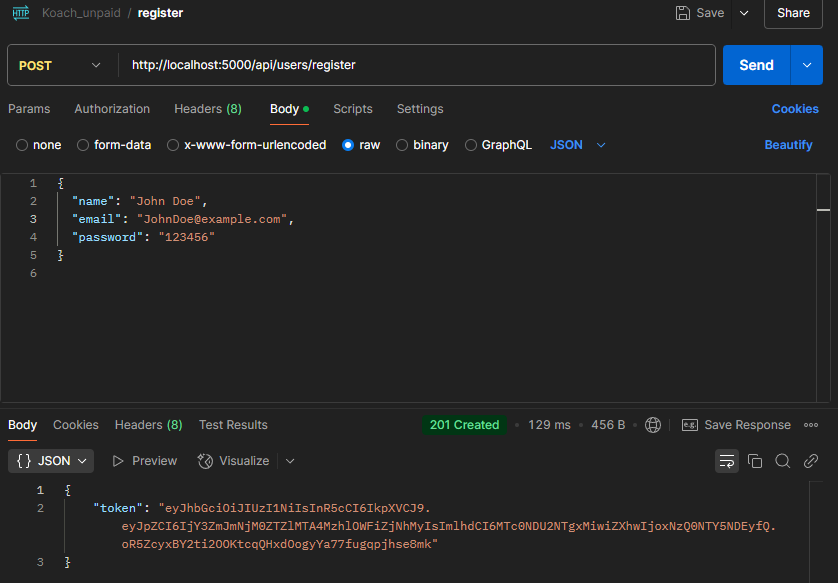 HTTP Koach_unpaid / register Save Share
POST http://localhost:5000/api/users/register Send
Params Authorization Headers (8) Body Scripts Settings Cookies
none form-data x-www-form-urlencoded raw binary GraphQL JSON Beautify
1 {
2 "name": "John Doe",
3 "email": "JohnDoe@example.com",
4 "password": "123456"
5 }
6
Body Cookies Headers (8) Test Results 201 Created 129 ms 456 B e.g. Save Response
{} JSON Preview Visualize
1 {
2 "token": "eyJhbGciOiJIUzI1NiIsInR5cCI6IkpXVCJ9.
eyJpZCI6IjY3ZmJmNjM0ZTZlMTA4MzhlOWFiZjNhMyIsImlhdCI6MTc0NDU2NTgxMiwiZXhwIjoxNzQ0NTY5NDEyfQ.
oR5ZcyxBY2ti2OOKtcqQHxdOogyYa77fugqpjhse8mk"
3 }